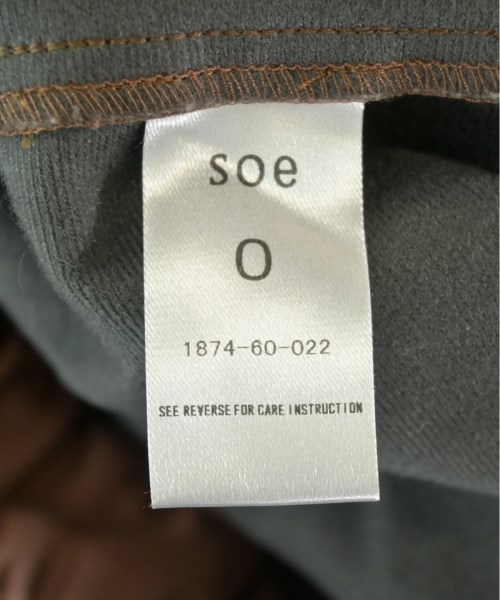 soe
0
1874-60-022
SEE REVERSE FOR CARE INSTRUCTION